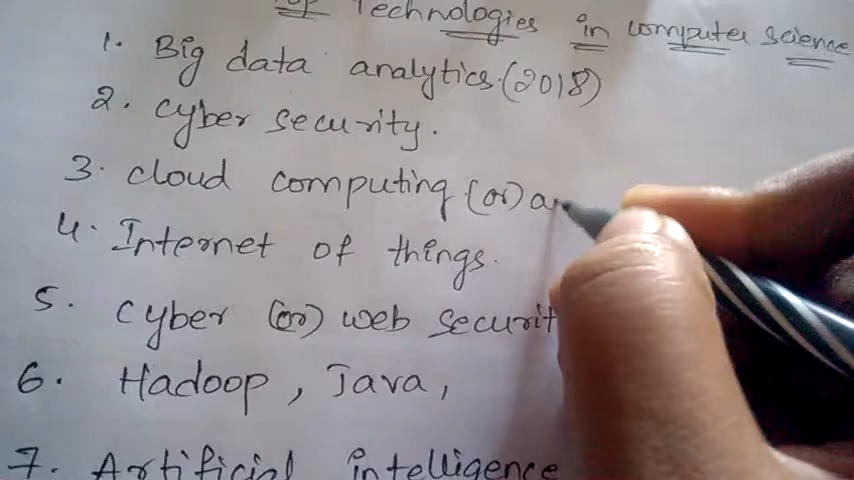 Top Technologies in computer science
1. Big data analytics.(2018)
2. cyber security.
3. cloud computing (or) a
4. Internet of things.
5. cyber (or) web securit
6. Hadoop, Java,
7. Artificial intelligence